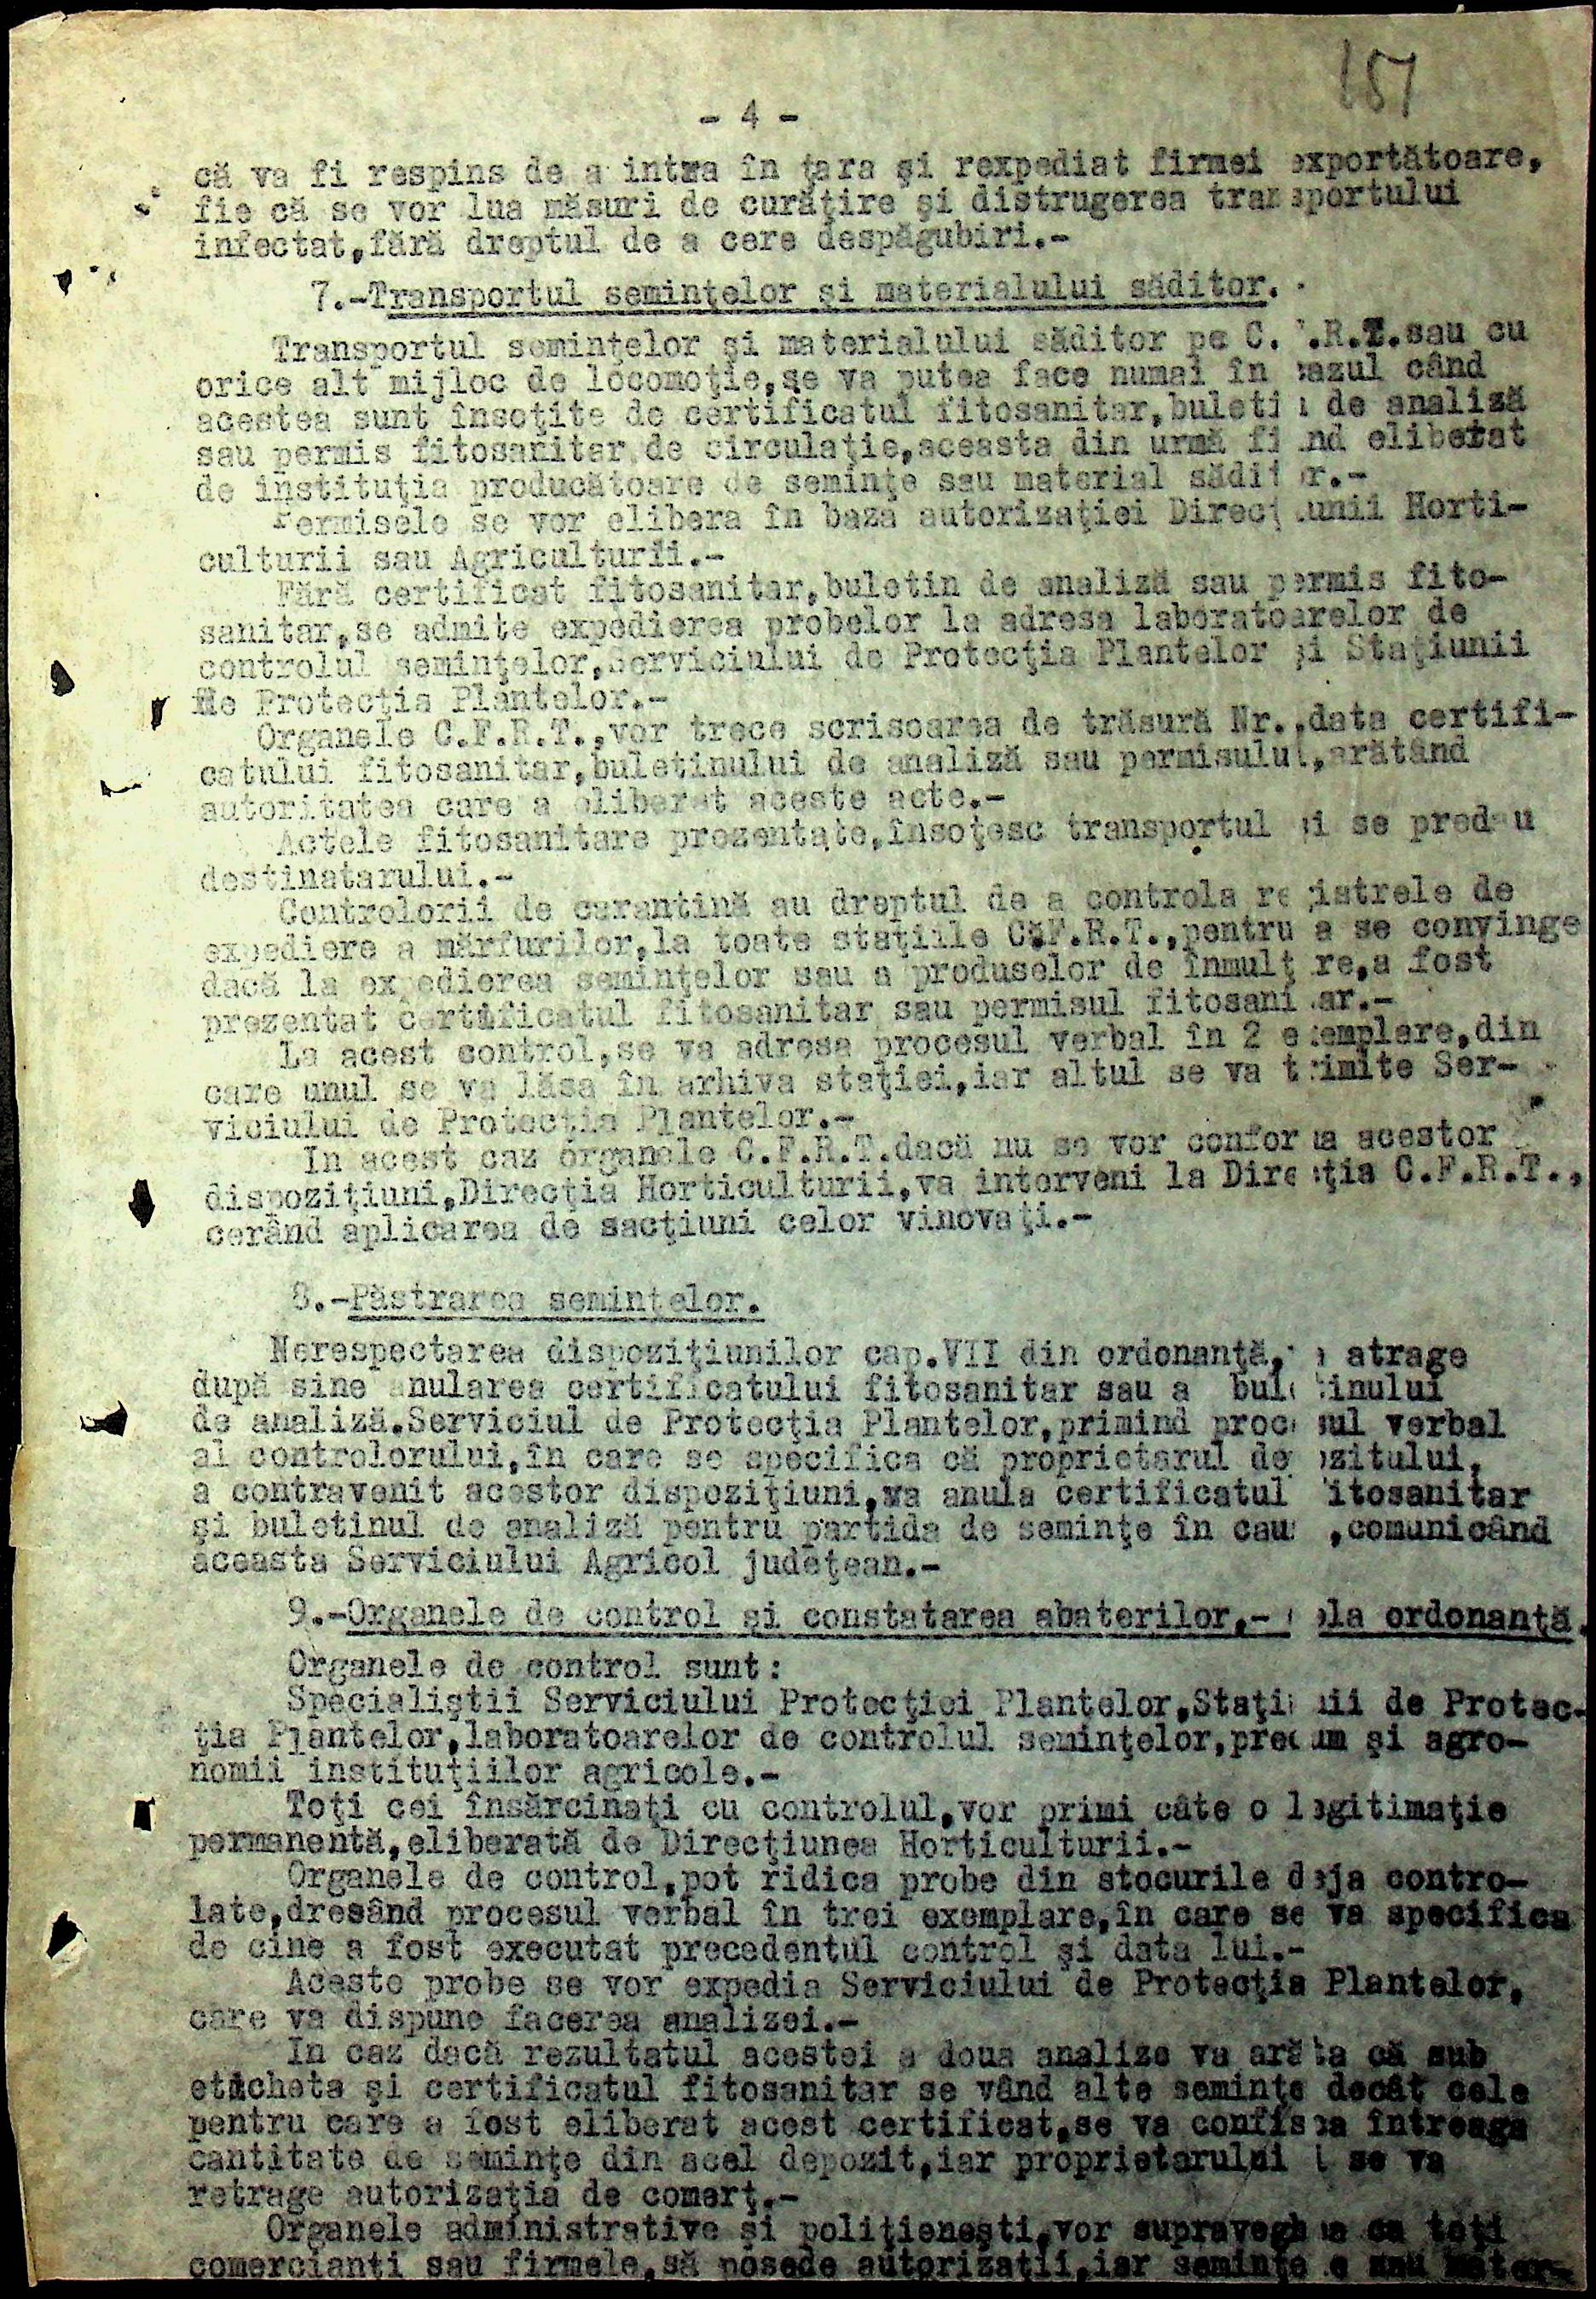 157
- 4 -
că va fi respins de a intra în ţara şi rexpediat firmei exportătoare,
fie că se vor lua măsuri de curăţire şi distrugerea transportului
infectat,fără dreptul de a cere despăgubiri.-
7.-Transportul seminţelor şi materialului săditor.
Transportul seminţelor şi materialului săditor pe C.F.R.T.sau cu
orice alt mijloc de locomoţie,se va putea face numai în cazul când
acestea sunt însoţite de certificatul fitosanitar,buletin de analiză
sau permis fitosanitar de circulaţie,aceasta din urmă fiind eliberat
de instituţia producătoare de seminţe sau material săditor.-
Permisele se vor elibera în baza autorizaţiei Direcţiunii Horti-
culturii sau Agriculturii.-
Fără certificat fitosanitar,buletin de analiză sau permis fito-
sanitar,se admite expedierea probelor la adresa laboratoarelor de
controlul seminţelor,Serviciului de Protecţia Plantelor şi Staţiunii
de Protecţia Plantelor.-
Organele C.F.R.T.,vor trece scrisoarea de trăsură Nr.,data certifi-
catului fitosanitar,buletinului de analiză sau permisului,arătând
autoritatea care a eliberat aceste acte.-
Actele fitosanitare prezentate,însoţesc transportul şi se predau
destinatarului.-
Controlorii de carantină au dreptul de a controla registrele de
expediere a mărfurilor,la toate staţiile C.F.R.T.,pentru a se convinge
dacă la expedierea seminţelor sau a produselor de înmulţire,a fost
prezentat certificatul fitosanitar sau permisul fitosanitar.-
La acest control,se va adresa procesul verbal în 2 exemplare,din
care unul se va lăsa în arhiva staţiei,iar altul se va trimite Ser-
viciului de Protecţia Plantelor.-
In acest caz organele C.F.R.T.dacă nu se vor conforma acestor
dispoziţiuni,Direcţia Horticulturii,va interveni la Direcţia C.F.R.T.,
cerând aplicarea de sacţiuni celor vinovaţi.-
8.-Păstrarea seminţelor.
Nerespectarea dispoziţiunilor cap.VII din ordonanţă,va atrage
după sine anularea certificatului fitosanitar sau a buletinului
de analiză.Serviciul de Protecţia Plantelor,primind procesul verbal
al controlorului,în care se specifica că proprietarul depozitului,
a contravenit acestor dispoziţiuni,va anula certificatul fitosanitar
şi buletinul de analiză pentru partida de seminţe în cauză,comunicând
aceasta Serviciului Agricol judeţean.-
9.-Organele de control şi constatarea abaterilor,- dela ordonanţă.
Organele de control sunt:
Specialiştii Serviciului Protecţiei Plantelor,Staţiunii de Protec-
ţia Plantelor,laboratoarelor de controlul seminţelor,precum şi agro-
nomii instituţiilor agricole.-
Toţi cei însărcinaţi cu controlul,vor primi câte o legitimaţie
permanentă,eliberată de Direcţiunea Horticulturii.-
Organele de control,pot ridica probe din stocurile deja contro-
late,dresând procesul verbal în trei exemplare,în care se va specifica
de cine a fost executat precedentul control şi data lui.-
Aceste probe se vor expedia Serviciului de Protecţia Plantelor,
care va dispune facerea analizei.-
In caz dacă rezultatul acestei a doua analize va arăta că sub
eticheta şi certificatul fitosanitar se vând alte seminţe decât cele
pentru care a fost eliberat acest certificat,se va confisca întreaga
cantitate de seminţe din acel depozit,iar proprietarului i se va
retrage autorizaţia de comerţ.-
Organele administrative şi poliţieneşti,vor supraveghea ca toţi
comercianţi sau firmele,să posede autorizaţii,iar seminţele sau mater-